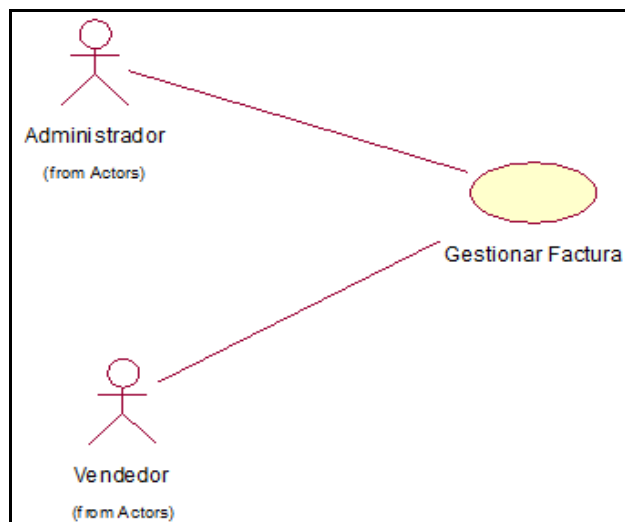 Administrador
(from Actors)
Gestionar Factura
Vendedor
(from Actors)